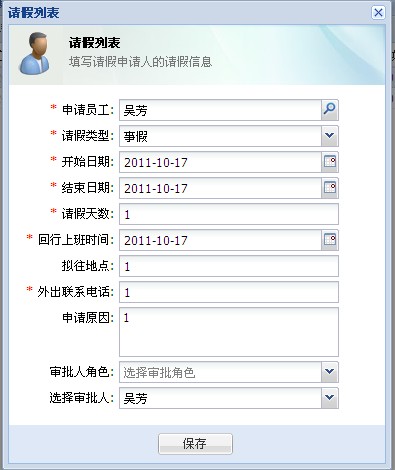 请假列表
请假列表
填写请假申请人的请假信息
* 申请员工: 吴芳
* 请假类型: 事假
* 开始日期: 2011-10-17
* 结束日期: 2011-10-17
* 请假天数: 1
* 回行上班时间: 2011-10-17
拟往地点: 1
* 外出联系电话: 1
申请原因: 1
审批人角色: 选择审批角色
选择审批人: 吴芳
保存